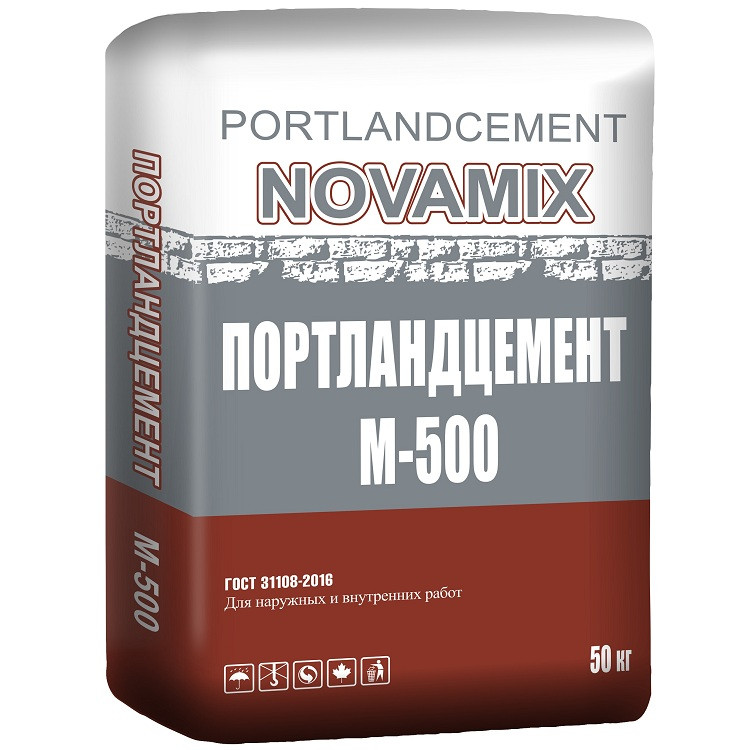 PORTLANDCEMENT
NOVAMIX
ПОРТЛАНДЦЕМЕНТ
М-500
ГОСТ 31108-2016
Для наружных и внутренних работ
50 кг
ПОРТЛАНДЦЕМЕНТ М-500